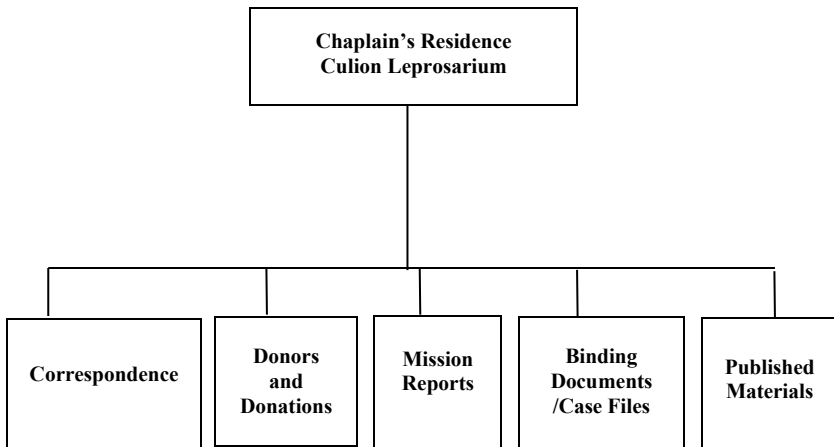 Chaplain’s Residence
Culion Leprosarium
Correspondence
Donors
and
Donations
Mission
Reports
Binding
Documents
/Case Files
Published
Materials